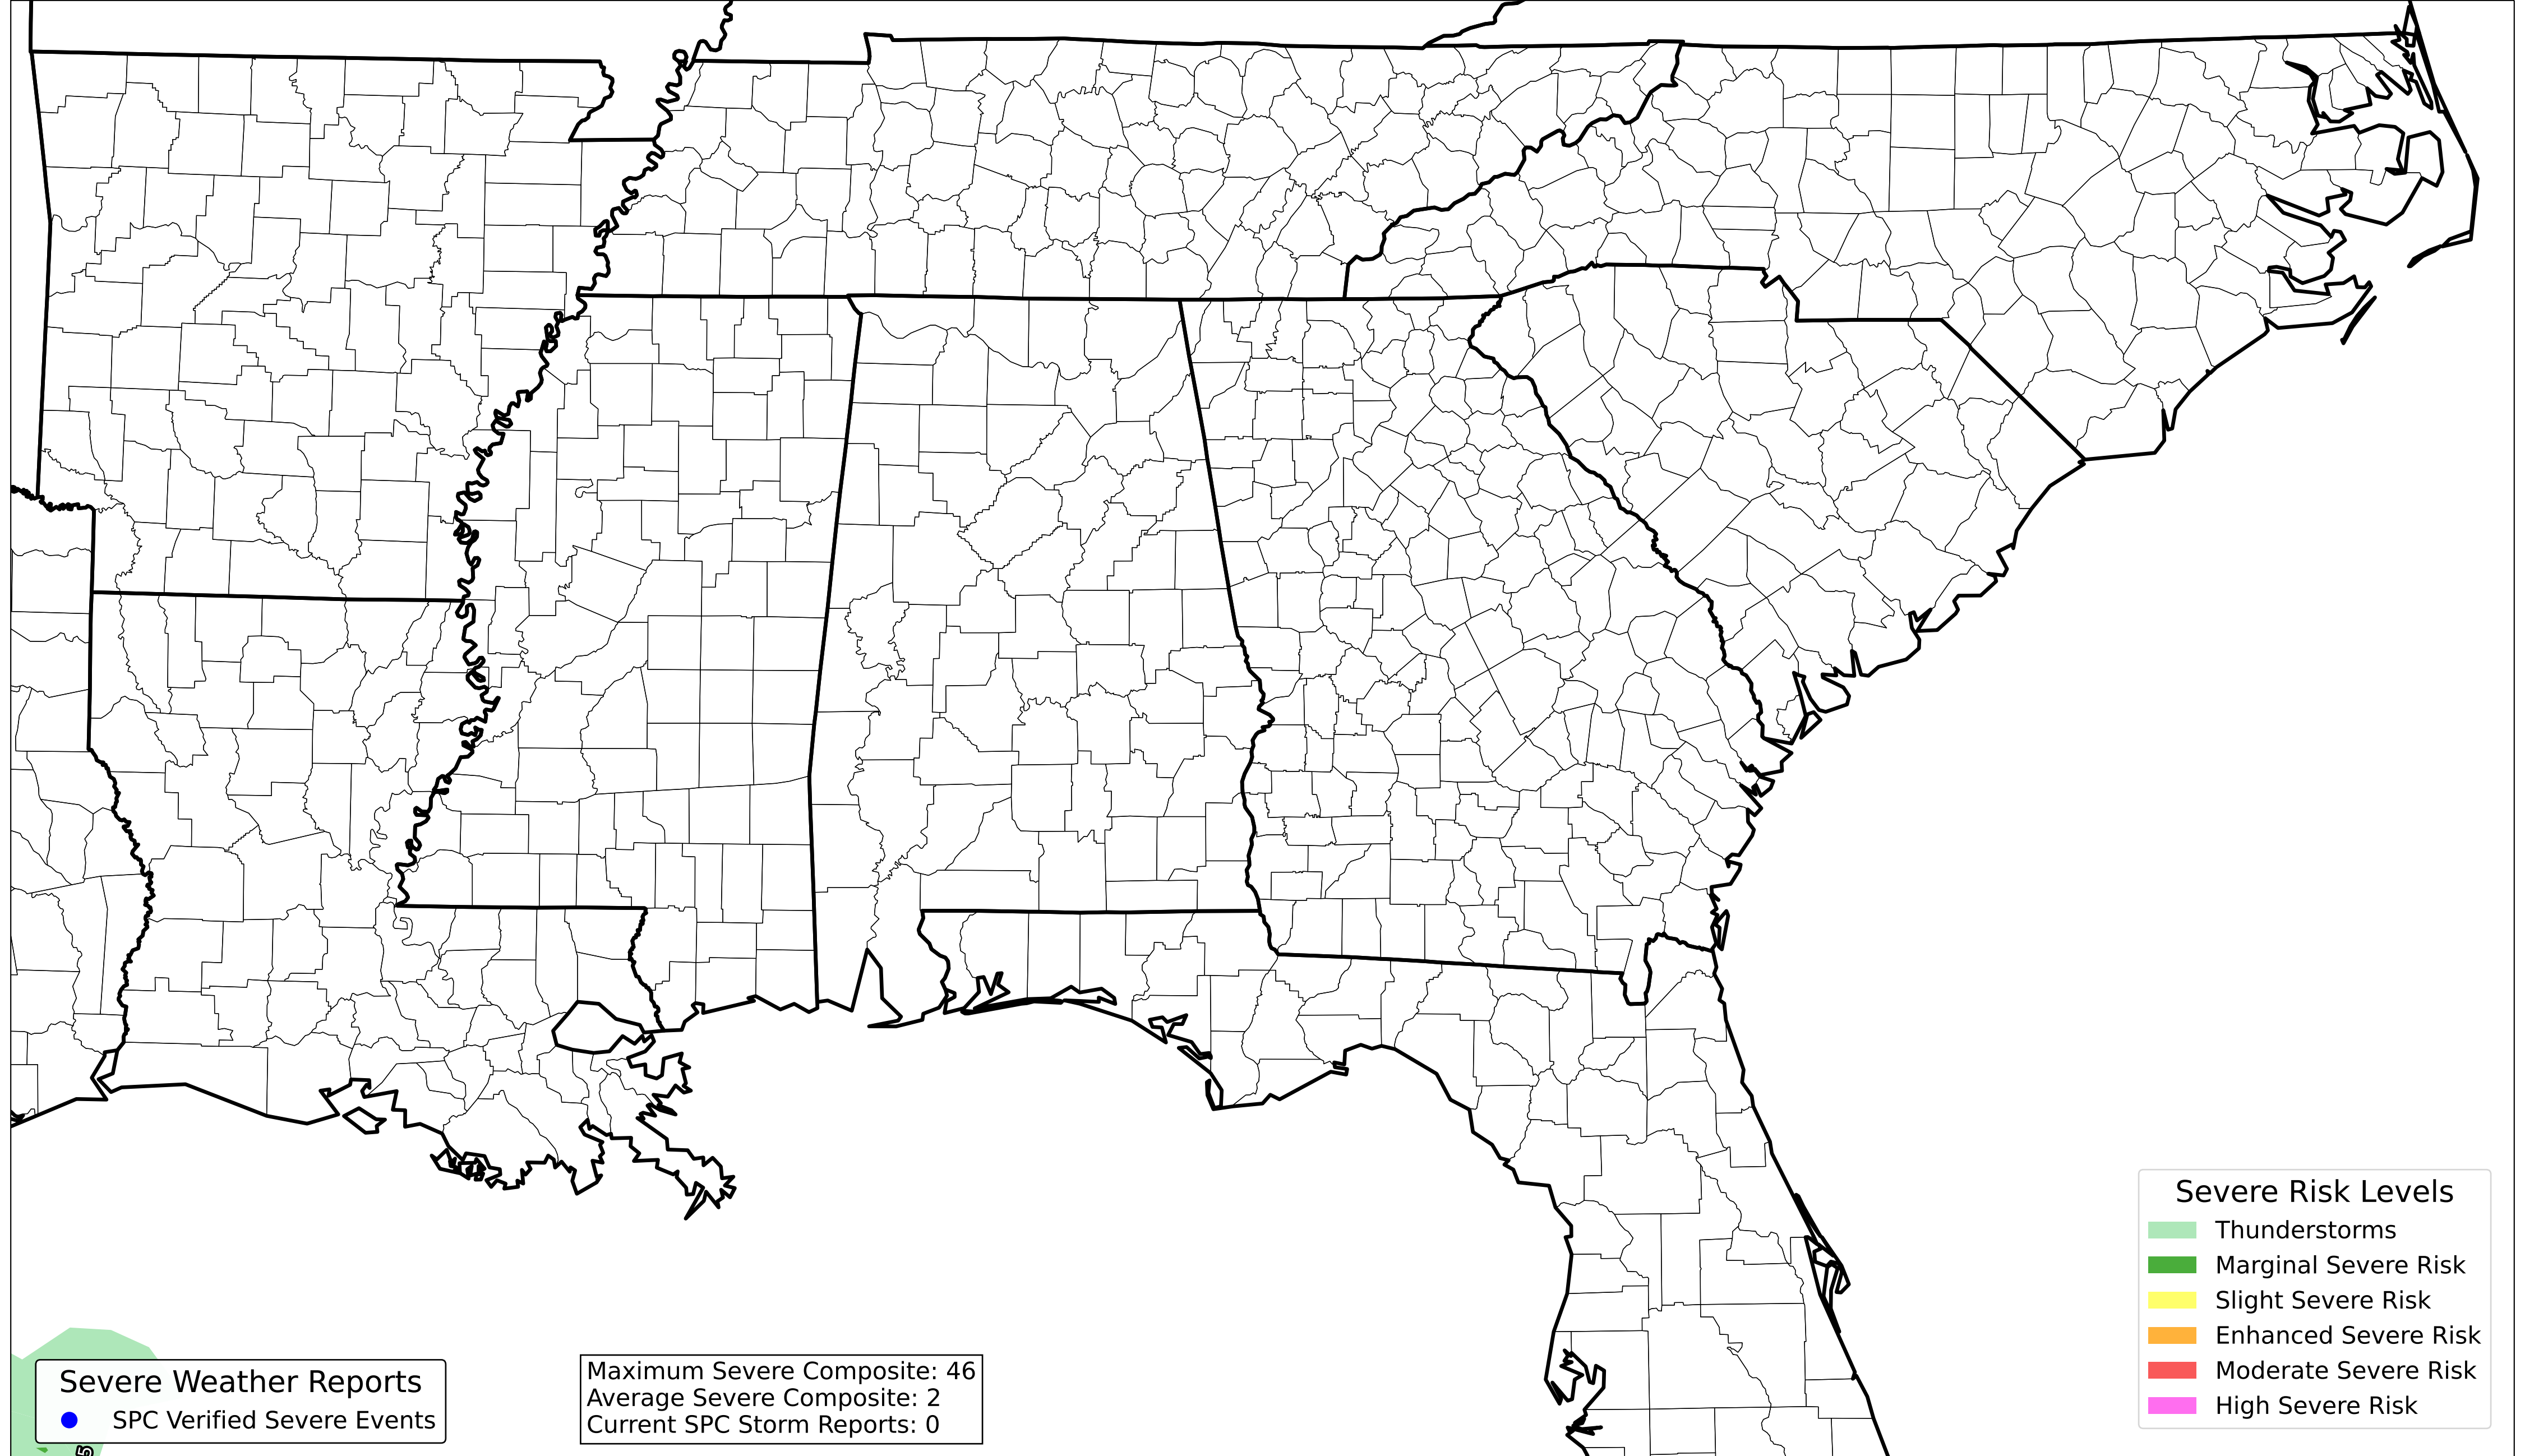 Severe Weather Reports
SPC Verified Severe Events
Maximum Severe Composite: 46
Average Severe Composite: 2
Current SPC Storm Reports: 0
Severe Risk Levels
Thunderstorms
Marginal Severe Risk
Slight Severe Risk
Enhanced Severe Risk
Moderate Severe Risk
High Severe Risk
5